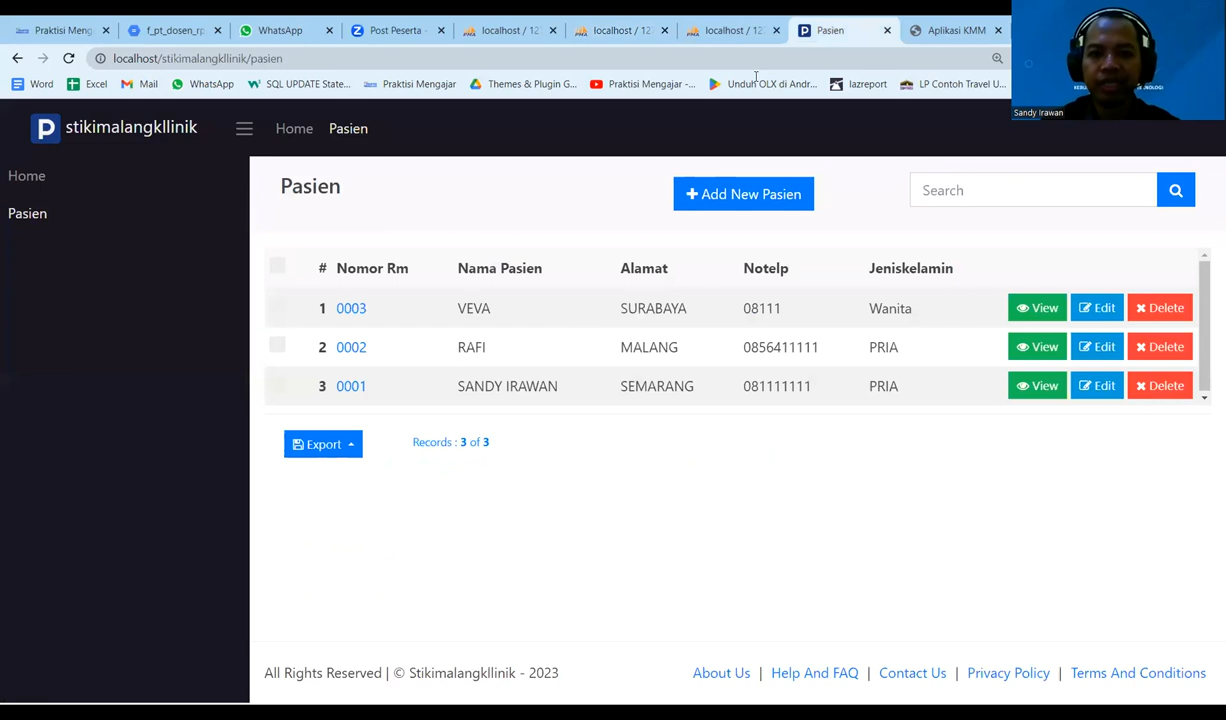 Praktisi Meng
f_pt_dosen_rp
WhatsApp
Post Peserta -
localhost / 12
localhost / 12
localhost / 12
Pasien
Aplikasi KMM
localhost/stikimalangkllinik/pasien
Word
Excel
Mail
WhatsApp
SQL UPDATE State...
Praktisi Mengajar
Themes & Plugin G...
Praktisi Mengajar -...
Unduh OLX di Andr...
lazreport
LP Contoh Travel U...
Sandy Irawan
stikimalangkllinik
Home
Pasien
Home
Pasien
Pasien
Add New Pasien
Search
# Nomor Rm Nama Pasien Alamat Notelp Jeniskelamin
1 0003 VEVA SURABAYA 08111 Wanita View Edit Delete
2 0002 RAFI MALANG 0856411111 PRIA View Edit Delete
3 0001 SANDY IRAWAN SEMARANG 081111111 PRIA View Edit Delete
Export
Records : 3 of 3
All Rights Reserved | © Stikimalangkllinik - 2023
About Us | Help And FAQ | Contact Us | Privacy Policy | Terms And Conditions